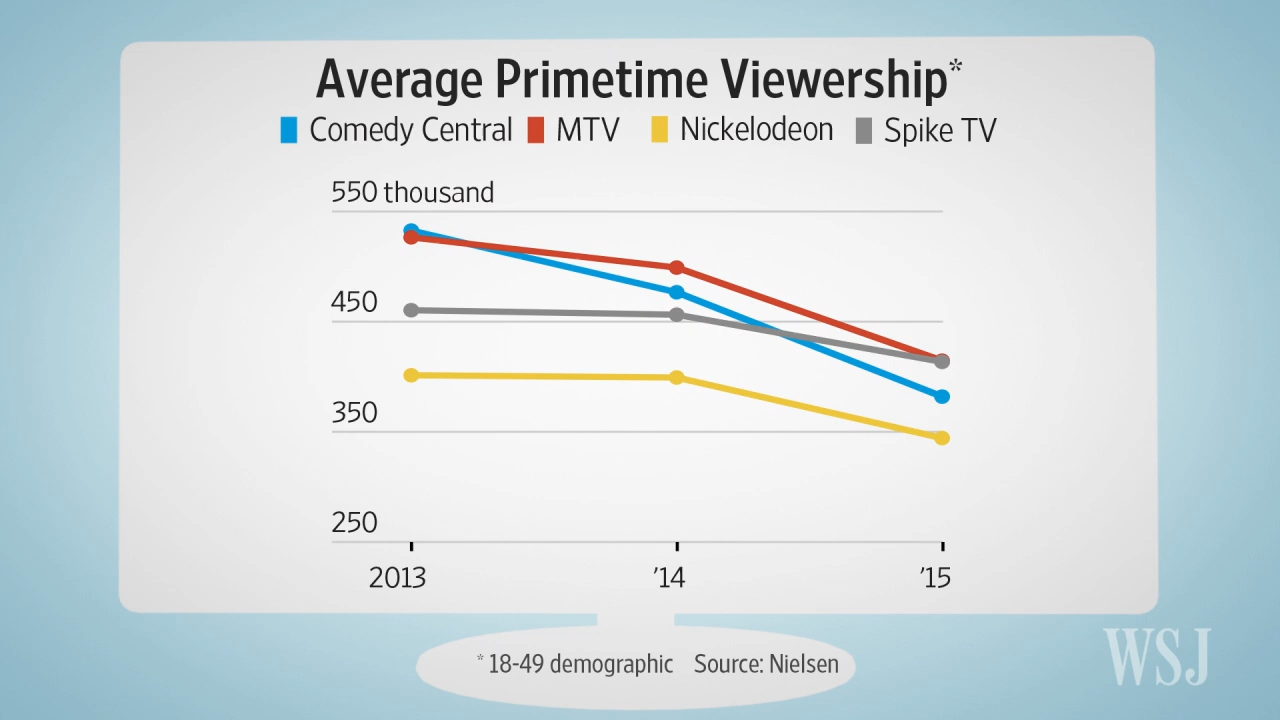 Average Primetime Viewership*
Comedy Central MTV Nickelodeon Spike TV
550 thousand
450
350
250
2013 ’14 ’15
* 18-49 demographic Source: Nielsen
WSJ